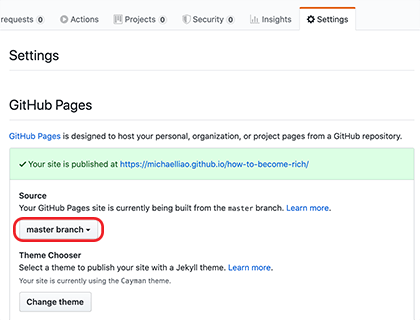 requests 0 Actions Projects 0 Security 0 Insights Settings
Settings
GitHub Pages
GitHub Pages is designed to host your personal, organization, or project pages from a GitHub repository.
Your site is published at https://michaelliao.github.io/how-to-become-rich/
Source
Your GitHub Pages site is currently being built from the master branch. Learn more.
master branch
Theme Chooser
Select a theme to publish your site with a Jekyll theme. Learn more.
Your site is currently using the Cayman theme.
Change theme